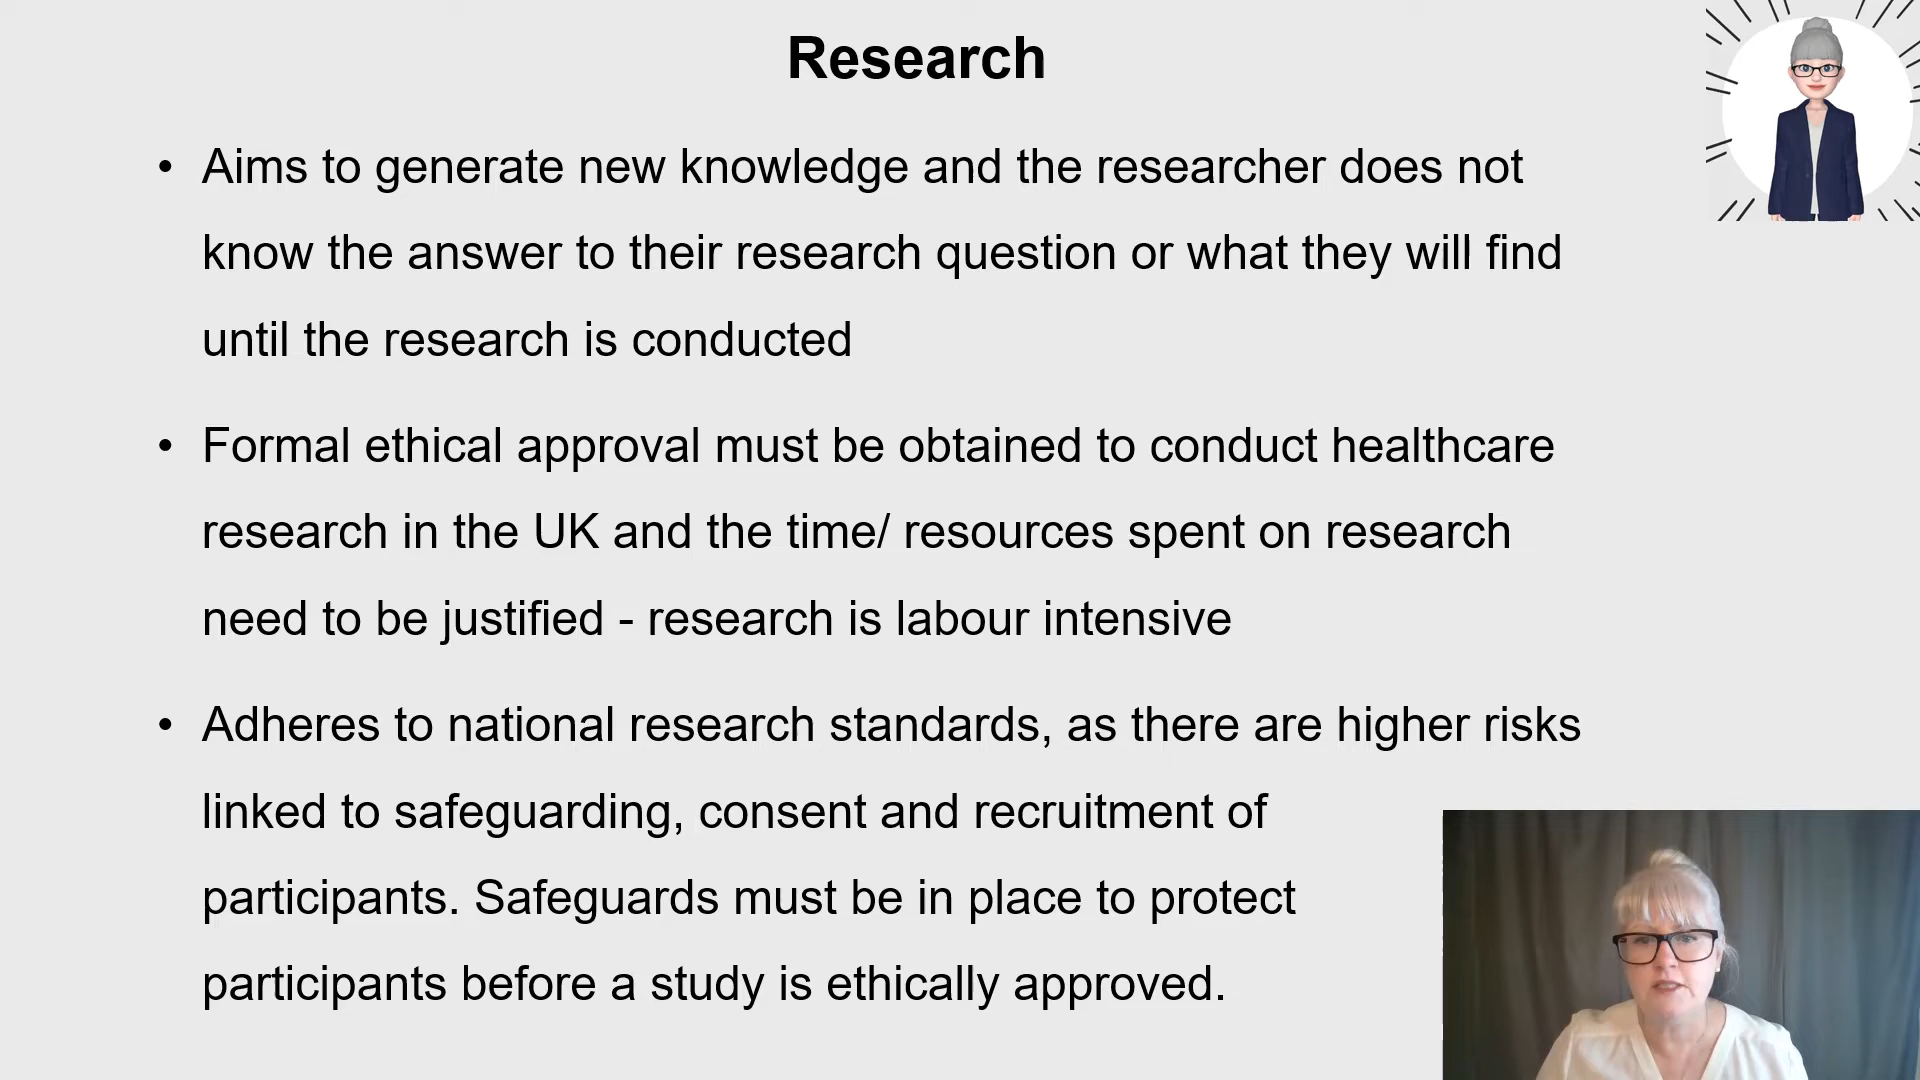 Research
• Aims to generate new knowledge and the researcher does not
know the answer to their research question or what they will find
until the research is conducted
• Formal ethical approval must be obtained to conduct healthcare
research in the UK and the time/ resources spent on research
need to be justified - research is labour intensive
• Adheres to national research standards, as there are higher risks
linked to safeguarding, consent and recruitment of
participants. Safeguards must be in place to protect
participants before a study is ethically approved.